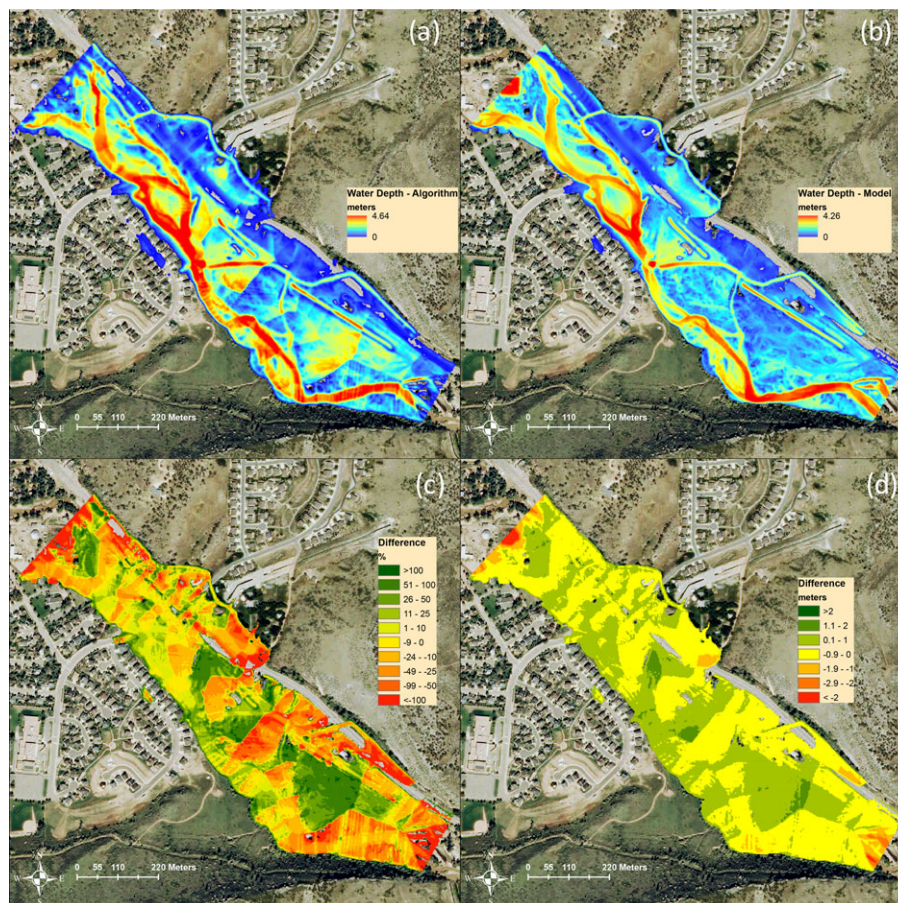 (a)
Water Depth - Algorithm
meters
4.64
0
0 55 110 220 Meters
N
W E
S
(b)
Water Depth - Model
meters
4.26
0
0 55 110 220 Meters
N
W E
S
(c)
Difference
%
>100
51 - 100
26 - 50
11 - 25
1 - 10
-9 - 0
-24 - -10
-49 - -25
-99 - -50
<-100
0 55 110 220 Meters
N
W E
S
(d)
Difference
meters
>2
1.1 - 2
0.1 - 1
-0.9 - 0
-1.9 - -1
-2.9 - -2
< -2
0 55 110 220 Meters
N
W E
S